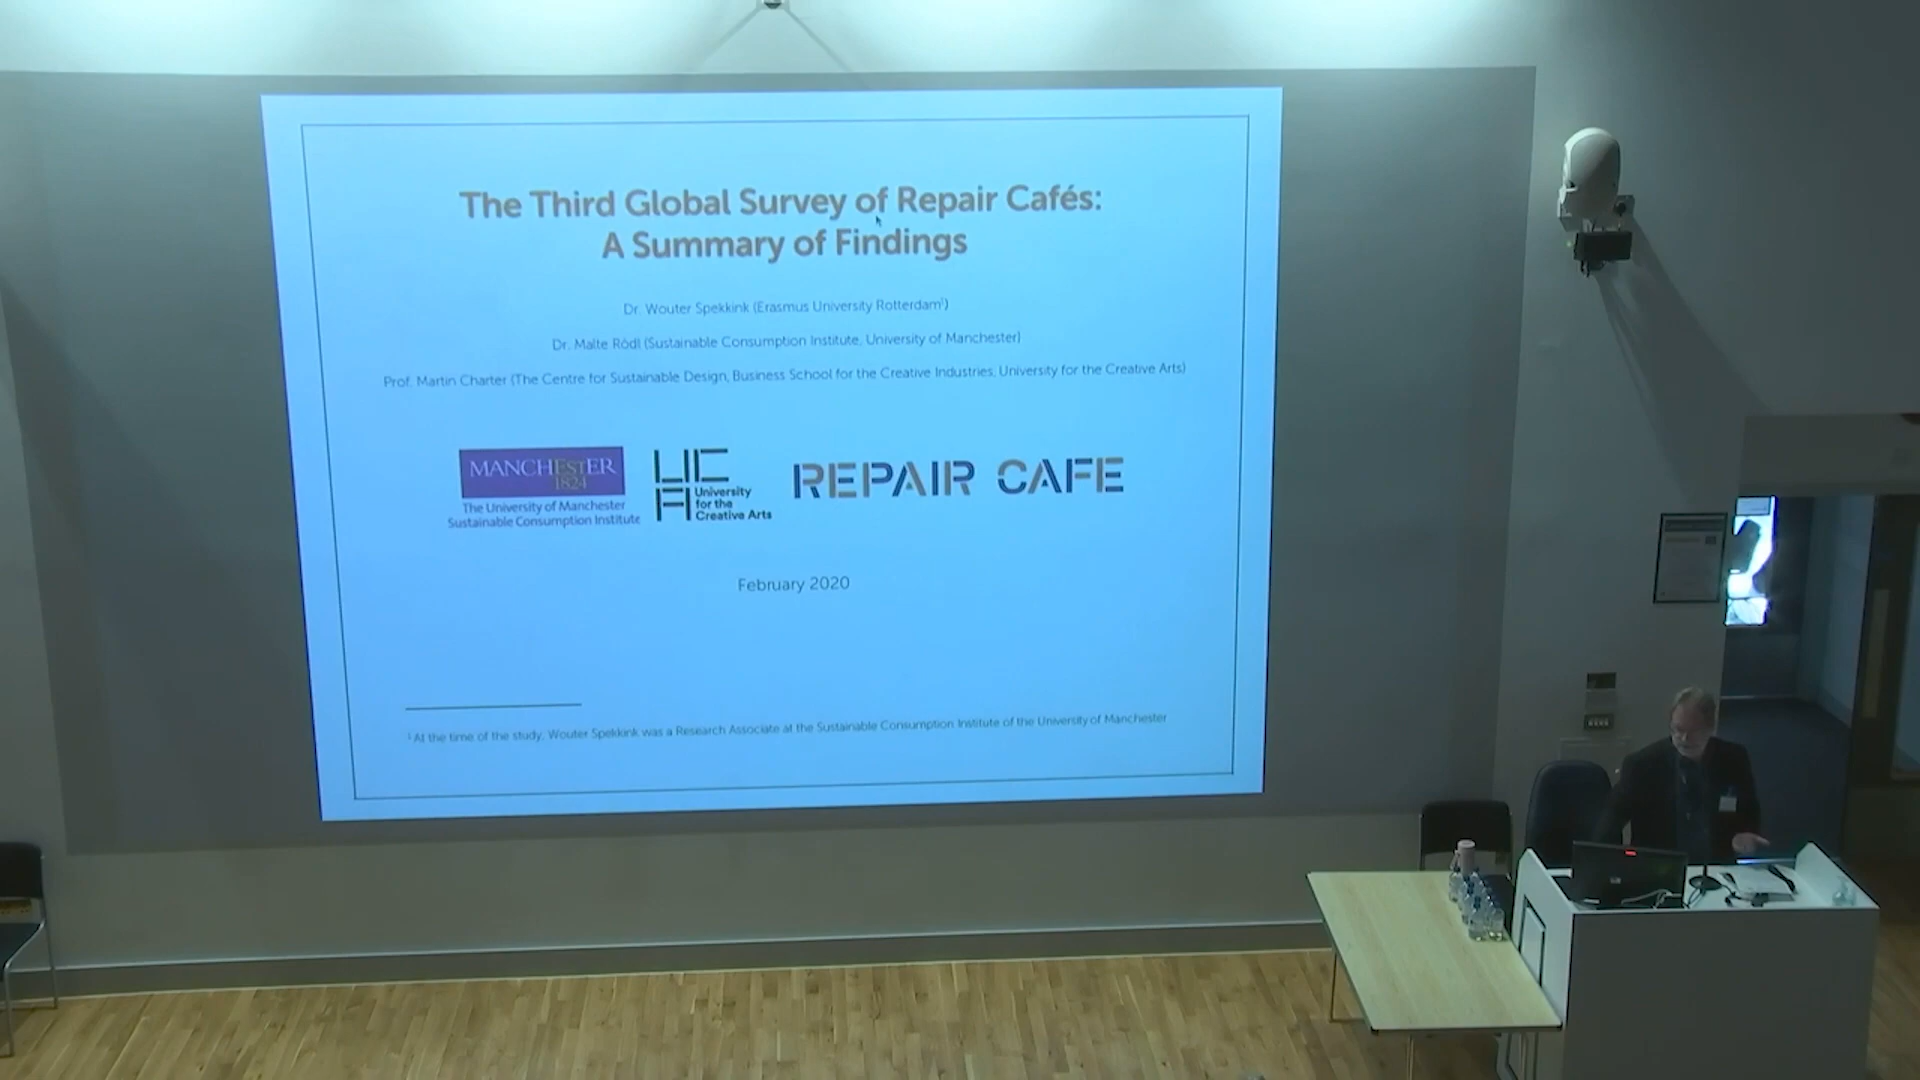 The Third Global Survey of Repair Cafés:
A Summary of Findings
Dr. Wouter Spekkink (Erasmus University Rotterdam¹)
Dr. Malte Rödl (Sustainable Consumption Institute, University of Manchester)
Prof. Martin Charter (The Centre for Sustainable Design, Business School for the Creative Industries, University for the Creative Arts)
MANCHESTER
1824
The University of Manchester
Sustainable Consumption Institute
UCA
University
for the
Creative Arts
REPAIR CAFE
February 2020
¹ At the time of the study, Wouter Spekkink was a Research Associate at the Sustainable Consumption Institute of the University of Manchester